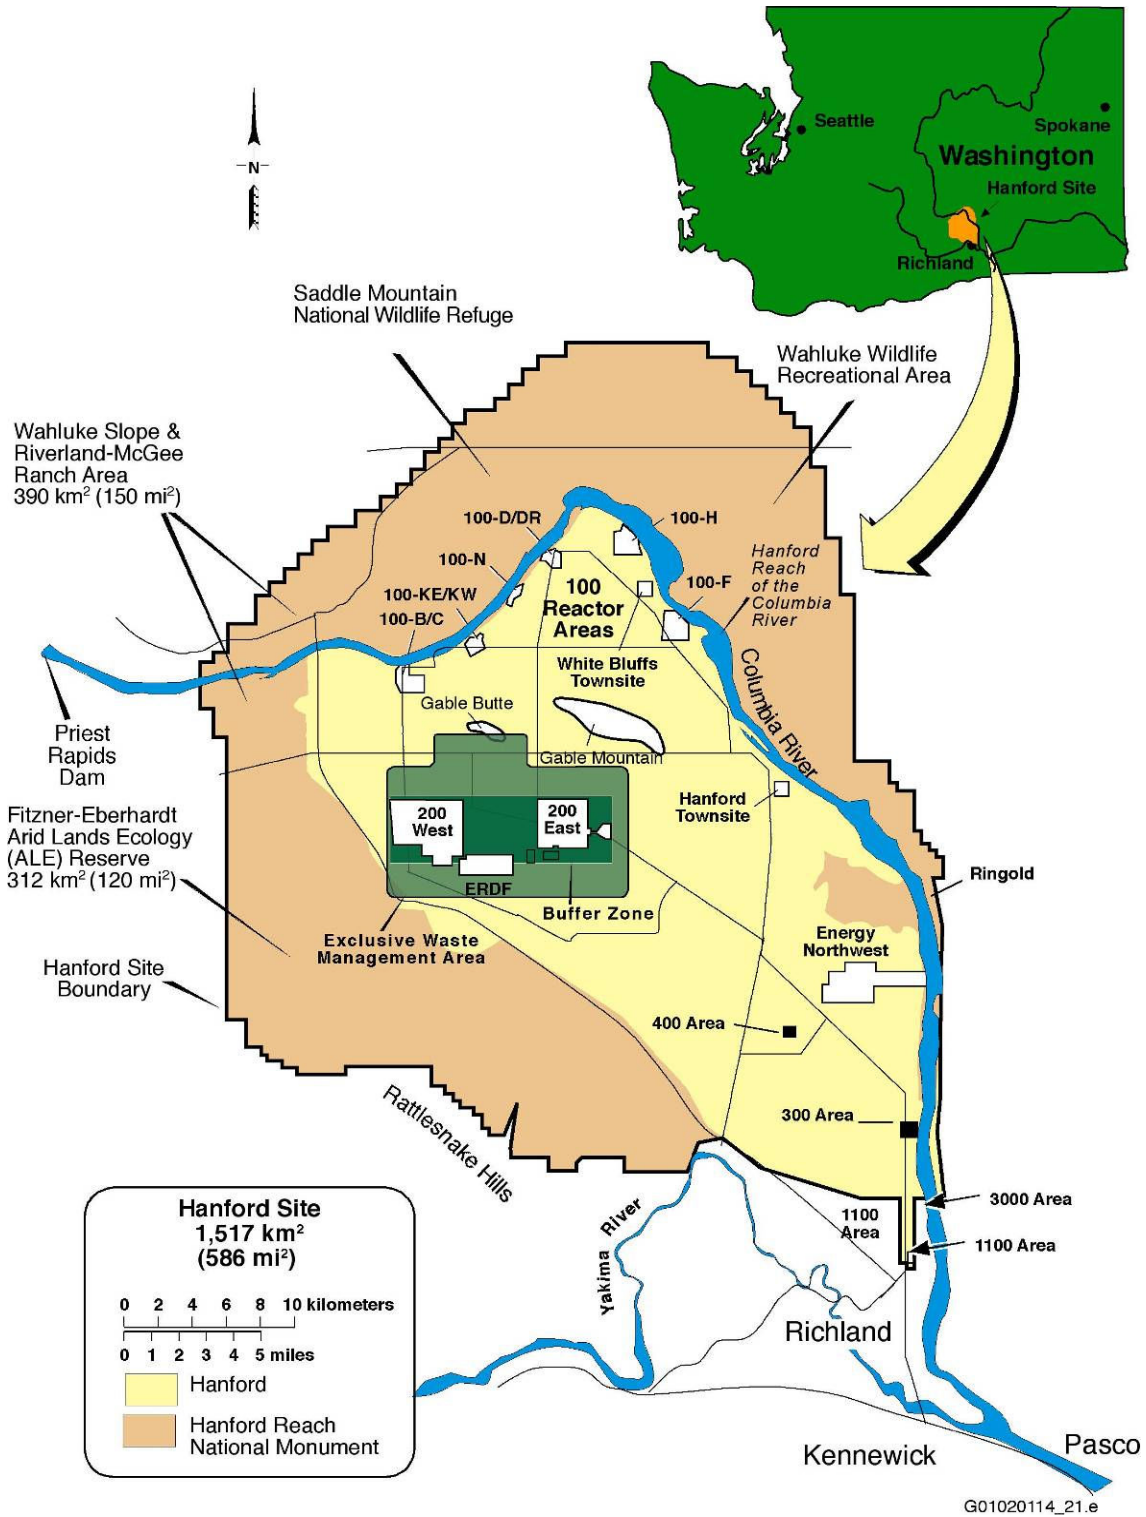 Seattle
Spokane
Washington
Hanford Site
Richland
N
Saddle Mountain
National Wildlife Refuge
Wahluke Wildlife
Recreational Area
Wahluke Slope &
Riverland-McGee
Ranch Area
390 km² (150 mi²)
100-D/DR
100-H
100-N
Hanford
Reach
of the
Columbia
River
100-F
100-KE/KW
100
Reactor
Areas
100-B/C
White Bluffs
Townsite
Columbia River
Gable Butte
Gable Mountain
Priest
Rapids
Dam
Hanford
Townsite
Fitzner-Eberhardt
Arid Lands Ecology
(ALE) Reserve
312 km² (120 mi²)
200
West
200
East
ERDF
Ringold
Buffer Zone
Exclusive Waste
Management Area
Energy
Northwest
Hanford Site
Boundary
400 Area
300 Area
Rattlesnake Hills
3000 Area
1100
Area
1100 Area
Yakima River
Hanford Site
1,517 km²
(586 mi²)
0 2 4 6 8 10 kilometers
0 1 2 3 4 5 miles
Hanford
Hanford Reach
National Monument
Richland
Kennewick
Pasco
G01020114_21.e